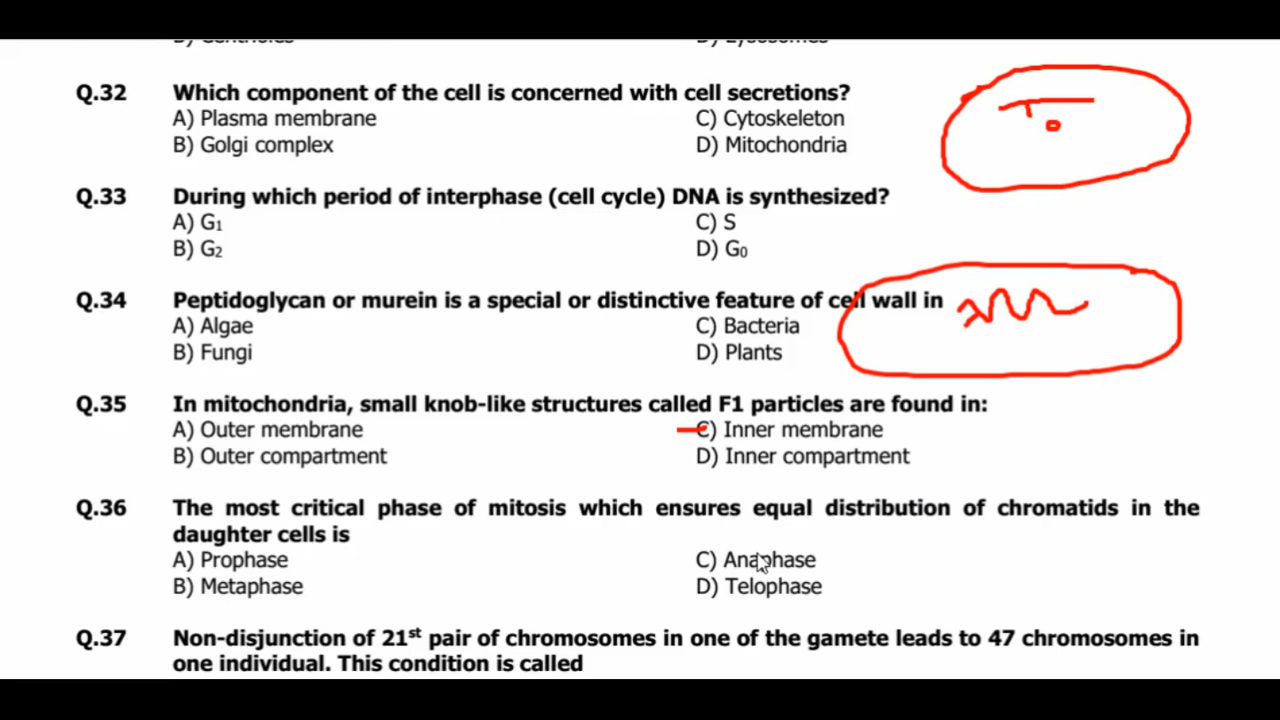 Q.32 Which component of the cell is concerned with cell secretions?
A) Plasma membrane C) Cytoskeleton
B) Golgi complex D) Mitochondria
Q.33 During which period of interphase (cell cycle) DNA is synthesized?
A) G1 C) S
B) G2 D) G0
Q.34 Peptidoglycan or murein is a special or distinctive feature of cell wall in
A) Algae C) Bacteria
B) Fungi D) Plants
Q.35 In mitochondria, small knob-like structures called F1 particles are found in:
A) Outer membrane C) Inner membrane
B) Outer compartment D) Inner compartment
Q.36 The most critical phase of mitosis which ensures equal distribution of chromatids in the
daughter cells is
A) Prophase C) Anaphase
B) Metaphase D) Telophase
Q.37 Non-disjunction of 21st pair of chromosomes in one of the gamete leads to 47 chromosomes in
one individual. This condition is called